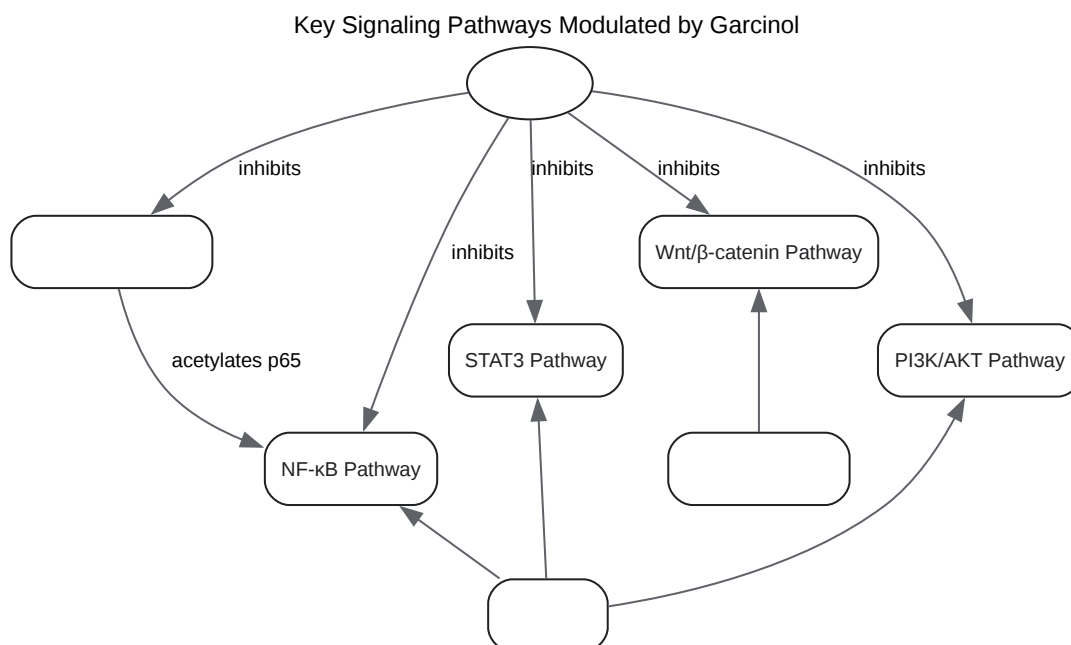 Key Signaling Pathways Modulated by Garcinol
inhibits
inhibits
inhibits
inhibits
inhibits
Wnt/β-catenin Pathway
acetylates p65
STAT3 Pathway
PI3K/AKT Pathway
NF-κB Pathway